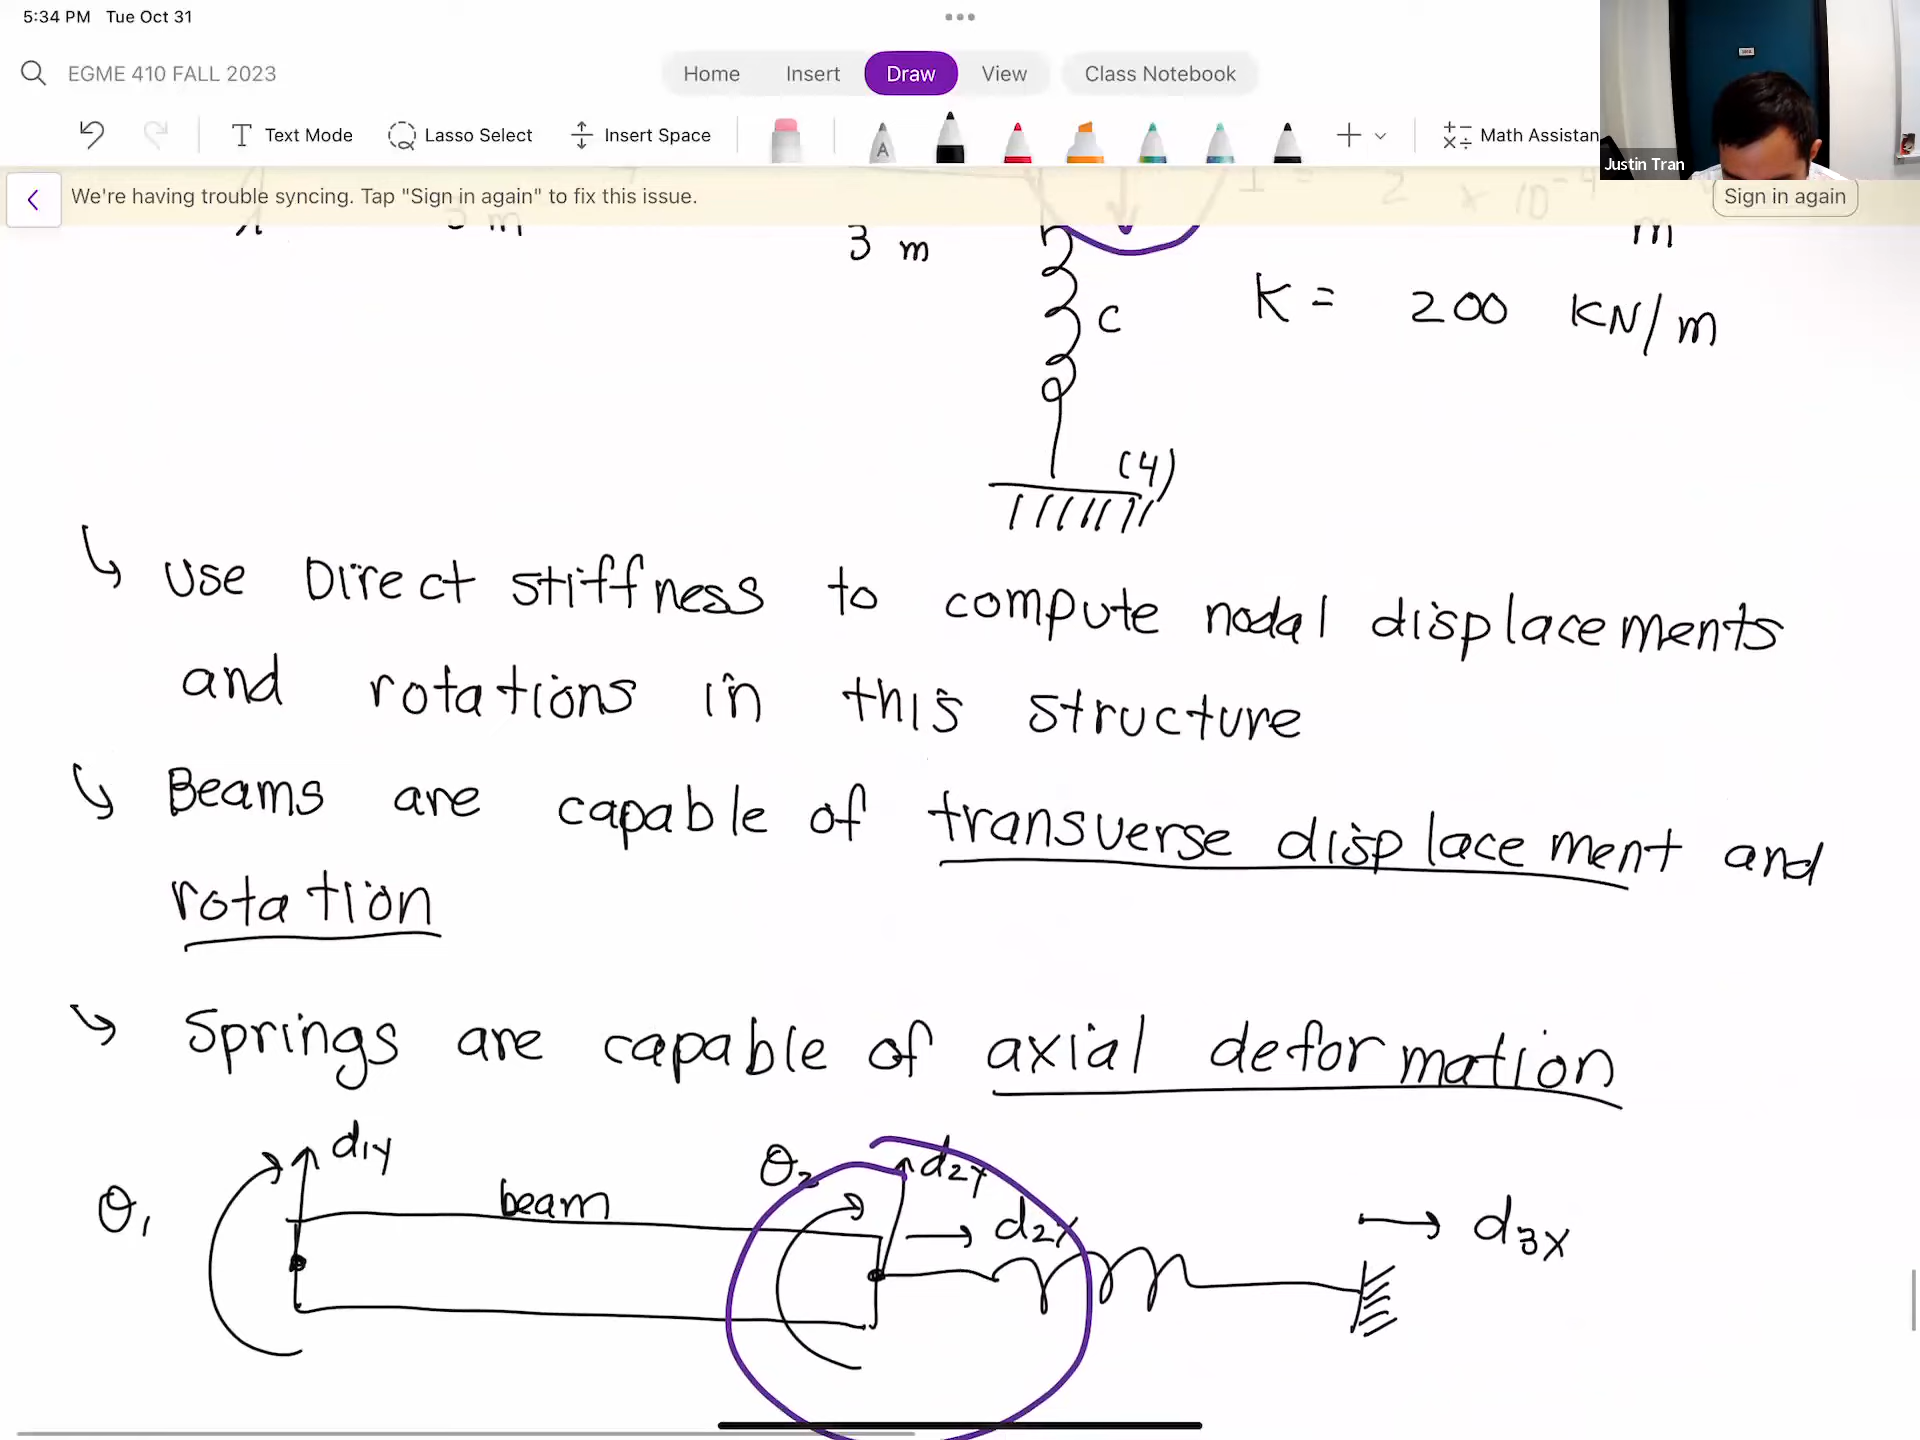 5:34 PM Tue Oct 31
EGME 410 FALL 2023
Home Insert Draw View Class Notebook
Text Mode Lasso Select Insert Space Math Assistan
Justin Tran
We're having trouble syncing. Tap "Sign in again" to fix this issue.
Sign in again
2 × 10⁻⁴
3 m
m
C
K = 200 KN/m
(4)
↳ Use Direct stiffness to compute nodal displacements
and rotations in this structure
↳ Beams are capable of transverse displacement and
rotation
↳ Springs are capable of axial deformation
θ₁ d1y beam θ₂ d2y d2x d3x